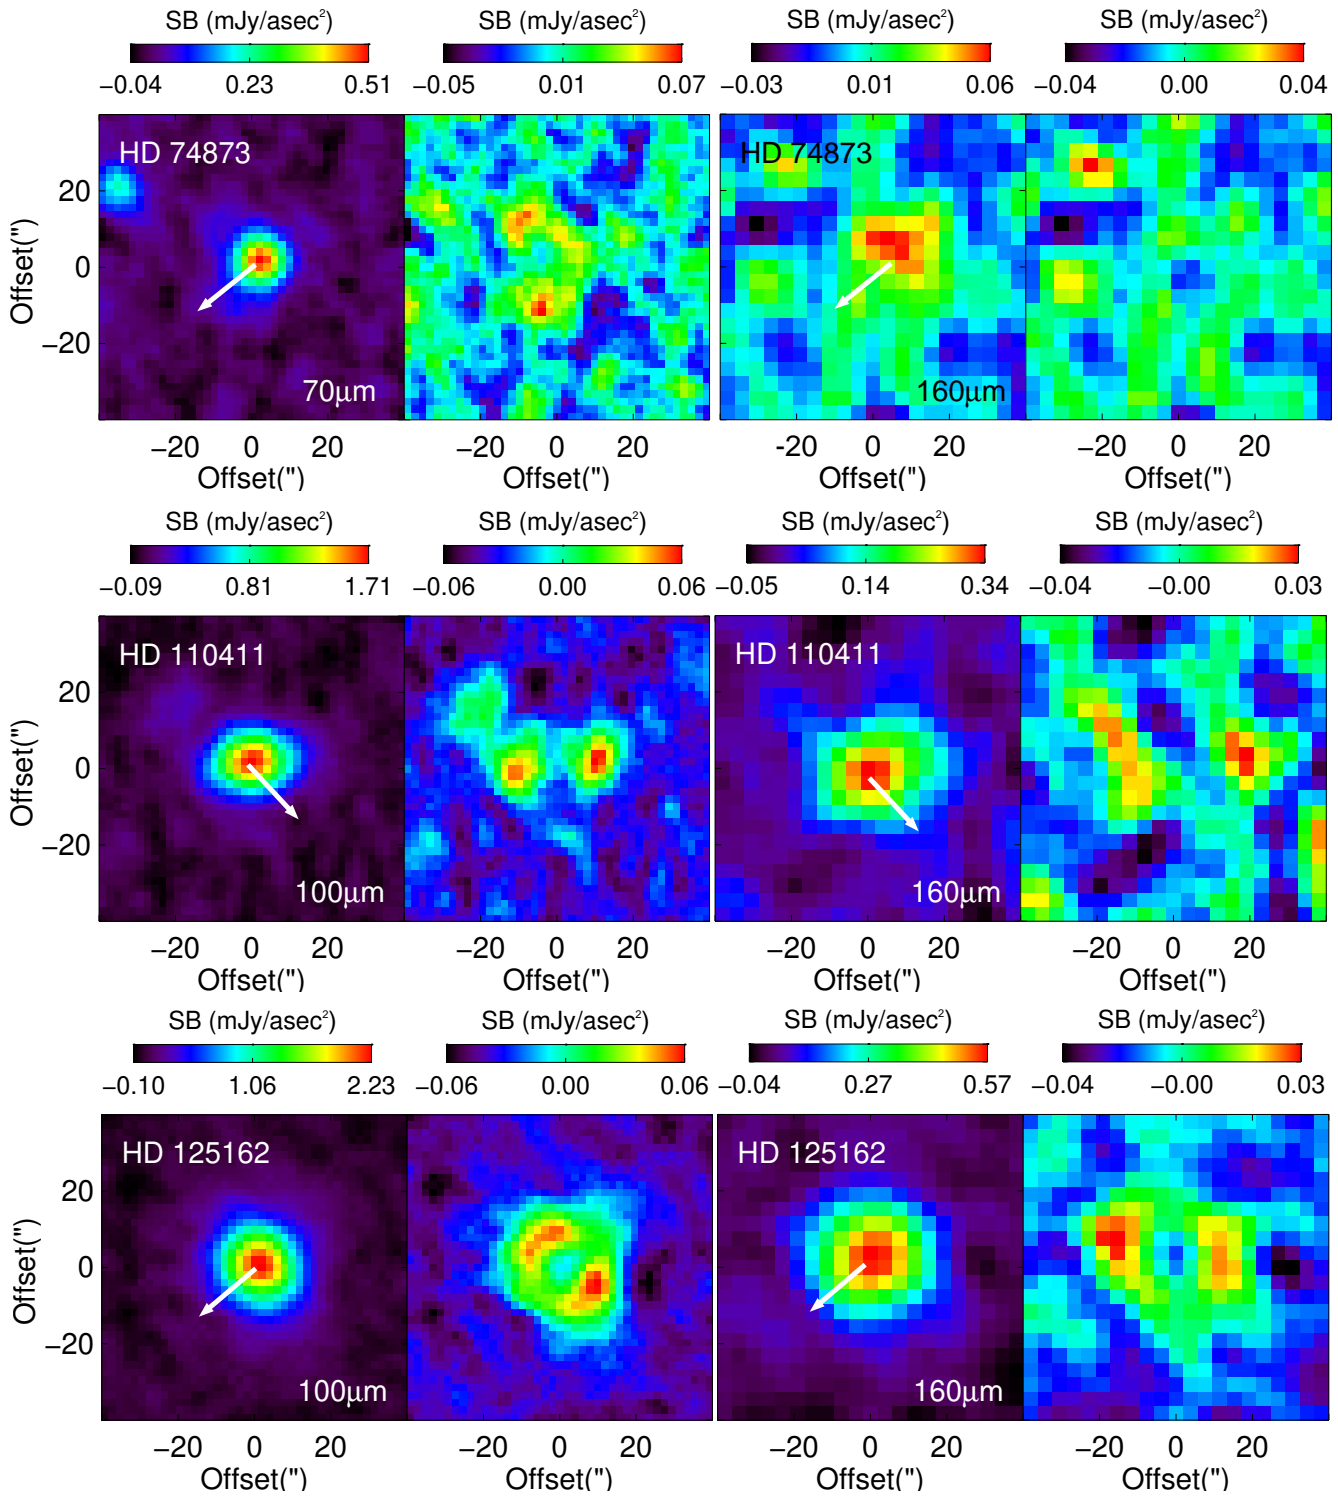 SB (mJy/asec²) SB (mJy/asec²) SB (mJy/asec²) SB (mJy/asec²)
−0.04 0.23 0.51 −0.05 0.01 0.07 −0.03 0.01 0.06 −0.04 0.00 0.04
HD 74873 HD 74873
Offset(")
20
0
−20
70μm 160μm
−20 0 20 −20 0 20 -20 0 20 −20 0 20
Offset(") Offset(") Offset(") Offset(")
SB (mJy/asec²) SB (mJy/asec²) SB (mJy/asec²) SB (mJy/asec²)
−0.09 0.81 1.71 −0.06 0.00 0.06 −0.05 0.14 0.34 −0.04 −0.00 0.03
HD 110411 HD 110411
Offset(")
20
0
−20
100μm 160μm
−20 0 20 −20 0 20 −20 0 20 −20 0 20
Offset(") Offset(") Offset(") Offset(")
SB (mJy/asec²) SB (mJy/asec²) SB (mJy/asec²) SB (mJy/asec²)
−0.10 1.06 2.23 −0.06 0.00 0.06 −0.04 0.27 0.57 −0.04 −0.00 0.03
HD 125162 HD 125162
Offset(")
20
0
−20
100μm 160μm
−20 0 20 −20 0 20 −20 0 20 −20 0 20
Offset(") Offset(") Offset(") Offset(")